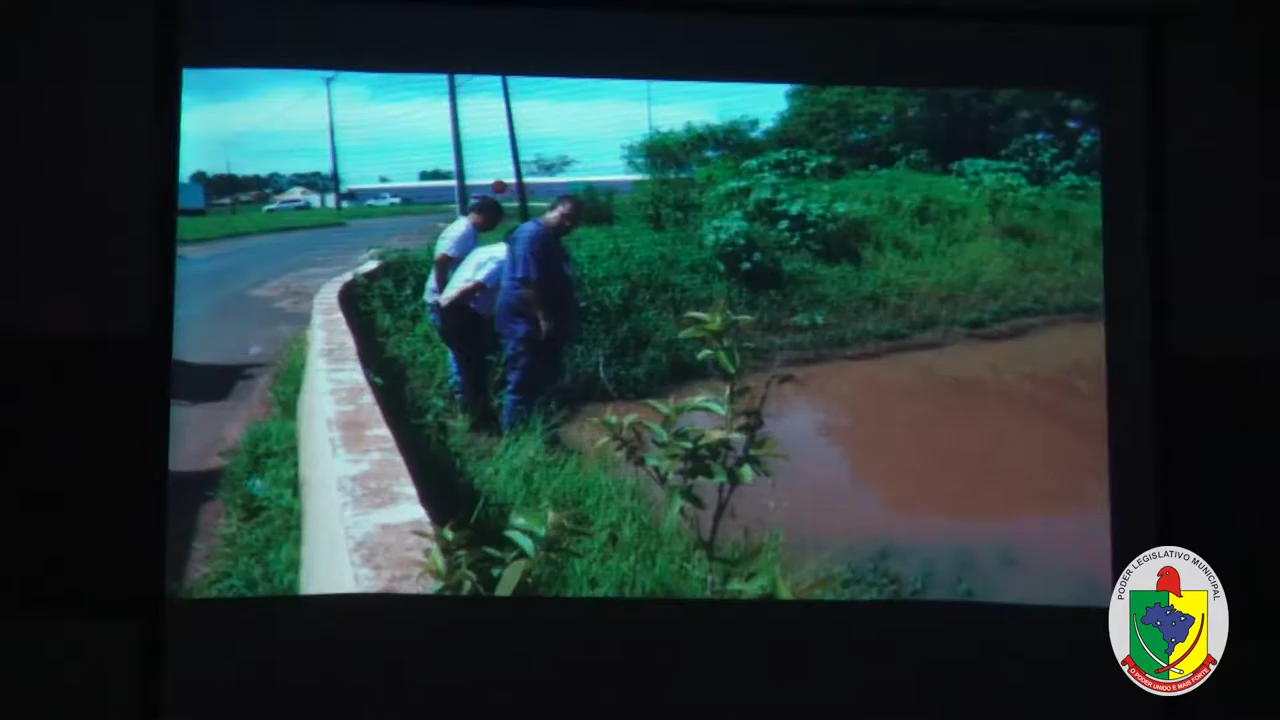 PODER LEGISLATIVO MUNICIPAL
O PODER UNIDO É MAIS FORTE